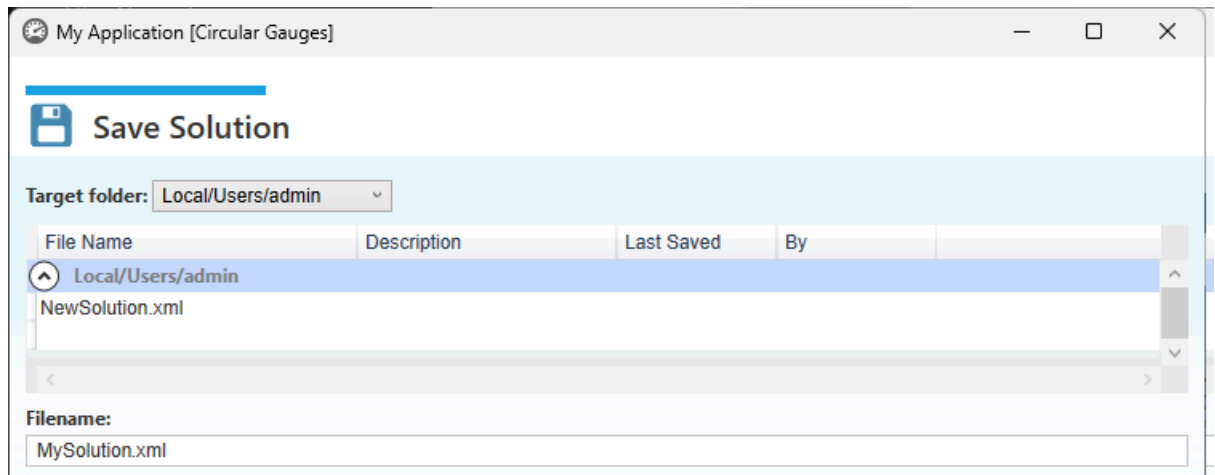 My Application [Circular Gauges]
Save Solution
Target folder: Local/Users/admin
File Name Description Last Saved By
Local/Users/admin
NewSolution.xml
Filename:
MySolution.xml